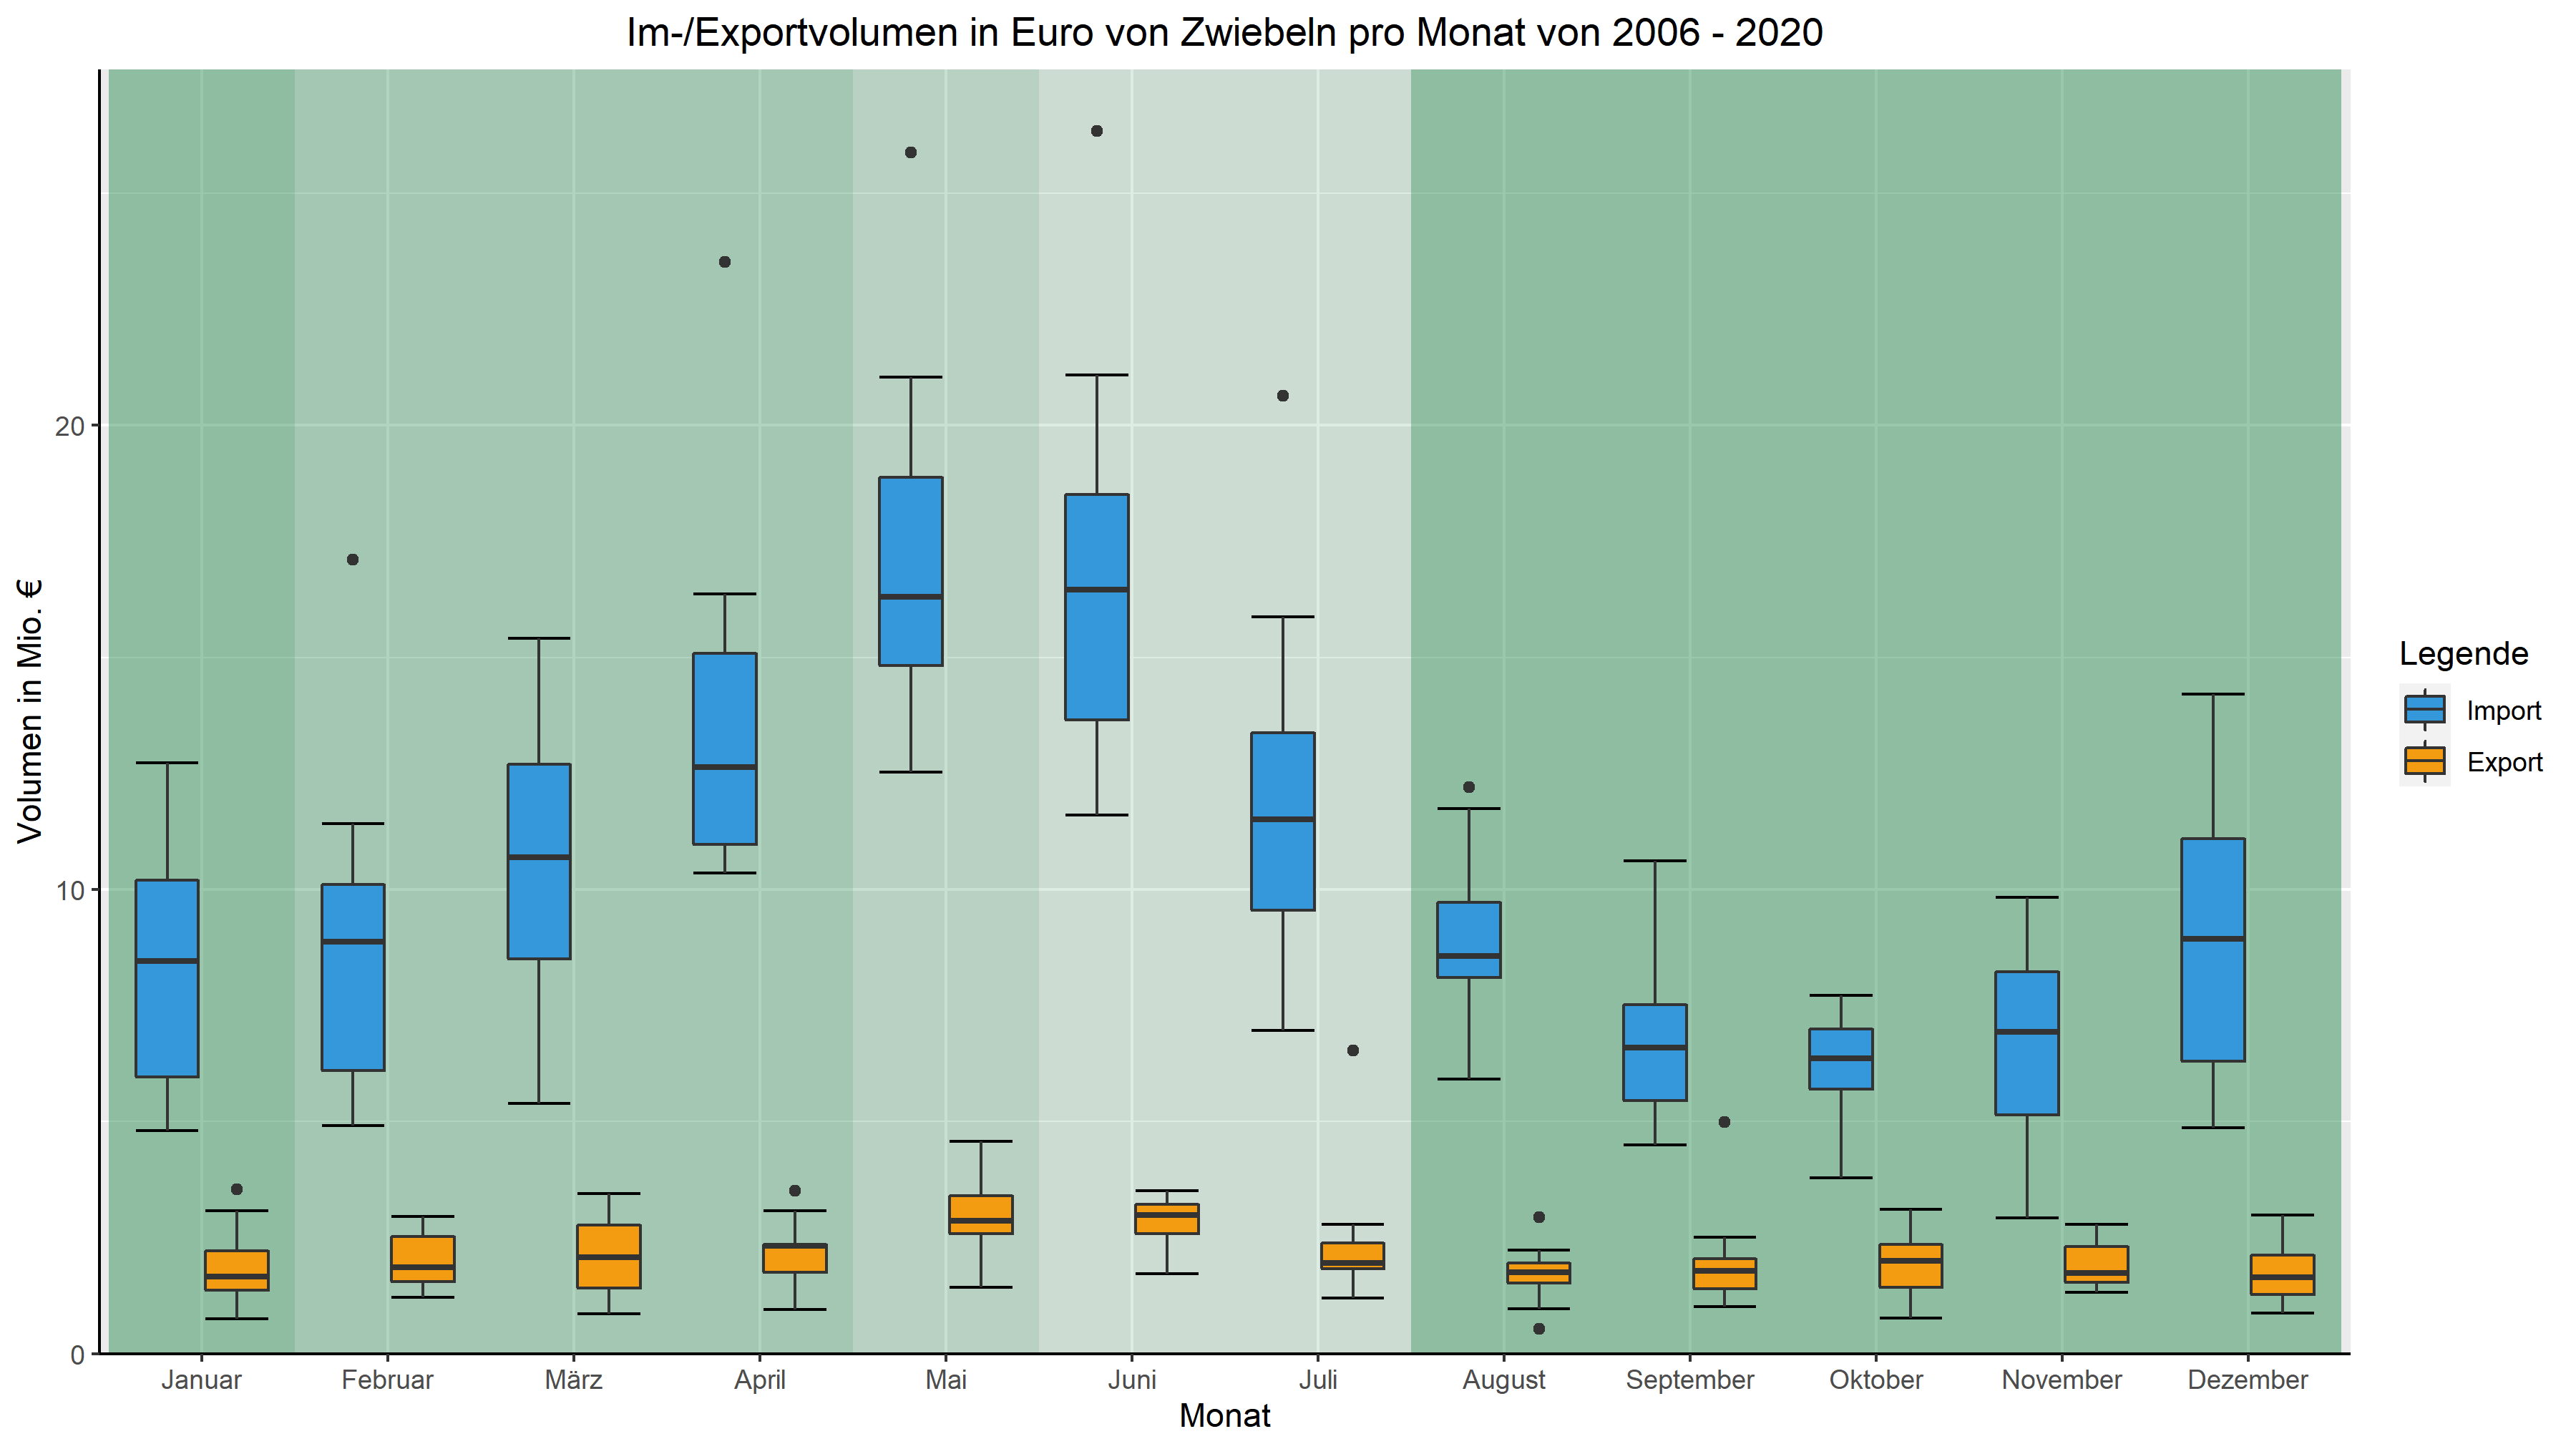 Im-/Exportvolumen in Euro von Zwiebeln pro Monat von 2006 - 2020
Volumen in Mio. €
20
10
0
Januar Februar März April Mai Juni Juli August September Oktober November Dezember
Monat
Legende
Import
Export